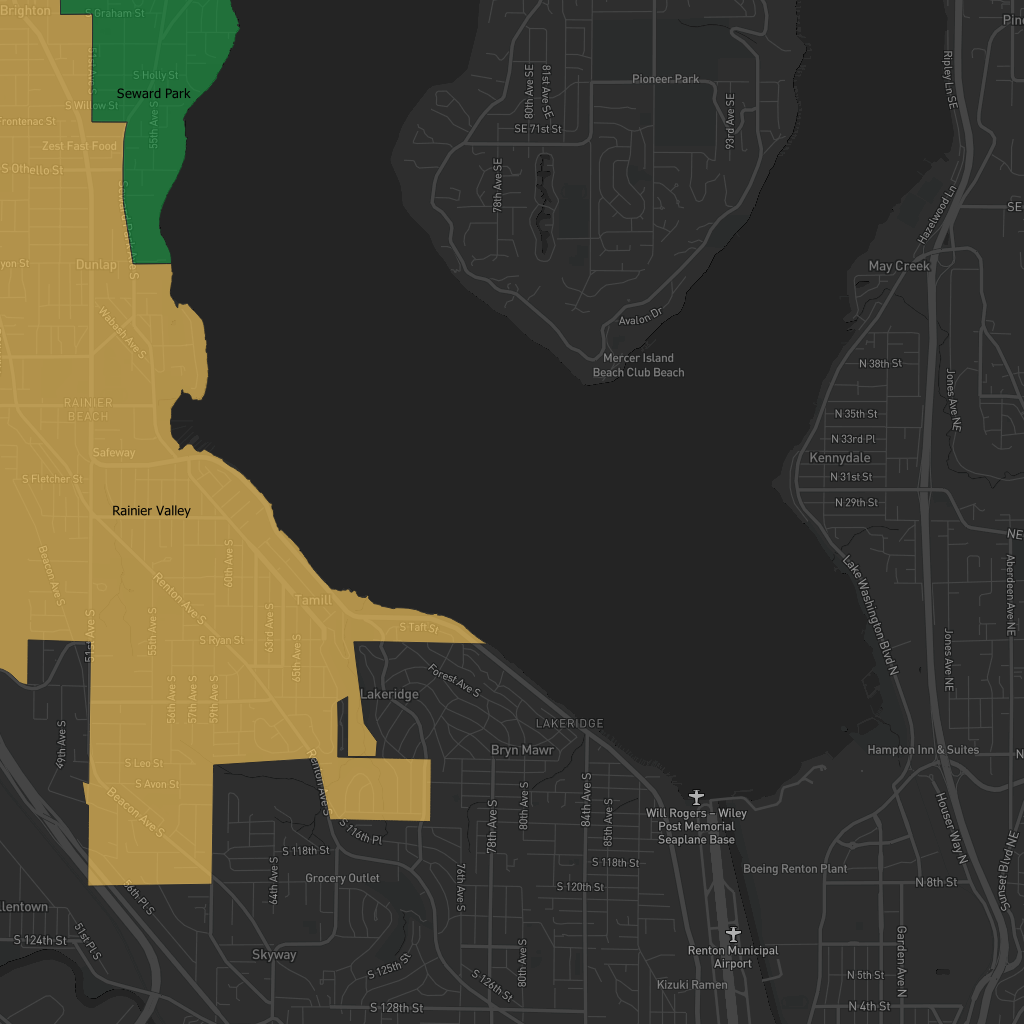 Brighton
S Graham St
S Holly St
Seward Park
S Willow St
55th Ave S
Frontenac St
Zest Fast Food
S Othello St
Seward Park Ave S
yon St
Dunlap
Wabash Ave S
RAINIER
BEACH
Safeway
S Fletcher St
Rainier Valley
Beacon Ave S
Renton Ave S
60th Ave S
63rd Ave S
65th Ave S
Tamill
S Taft St
51st Ave S
55th Ave S
S Ryan St
56th Ave S
57th Ave S
59th Ave S
49th Ave S
S Leo St
S Avon St
Beacon Ave S
Renton Ave S
Lakeridge
Forest Ave S
LAKERIDGE
Bryn Mawr
S 116th Pl
S 118th St
64th Ave S
Grocery Outlet
76th Ave S
78th Ave S
80th Ave S
84th Ave S
85th Ave S
S 118th St
S 120th St
80th Ave S
56th Pl S
51st Pl S
llentown
S 124th St
Skyway
S 125th St
S 126th St
S 128th St
Pioneer Park
80th Ave SE
81st Ave SE
SE 71st St
78th Ave SE
93rd Ave SE
Avalon Dr
Mercer Island
Beach Club Beach
Pine
Ripley Ln SE
Hazelwood Ln
SE
May Creek
N 38th St
Jones Ave NE
N 35th St
N 33rd Pl
Kennydale
N 31st St
N 29th St
NE
Lake Washington Blvd N
Aberdeen Ave NE
Jones Ave NE
Hampton Inn & Suites
N
Will Rogers - Wiley
Post Memorial
Seaplane Base
Houser Way N
Sunset Blvd NE
Boeing Renton Plant
N 8th St
Garden Ave N
Renton Municipal
Airport
Kizuki Ramen
N 5th St
N 4th St